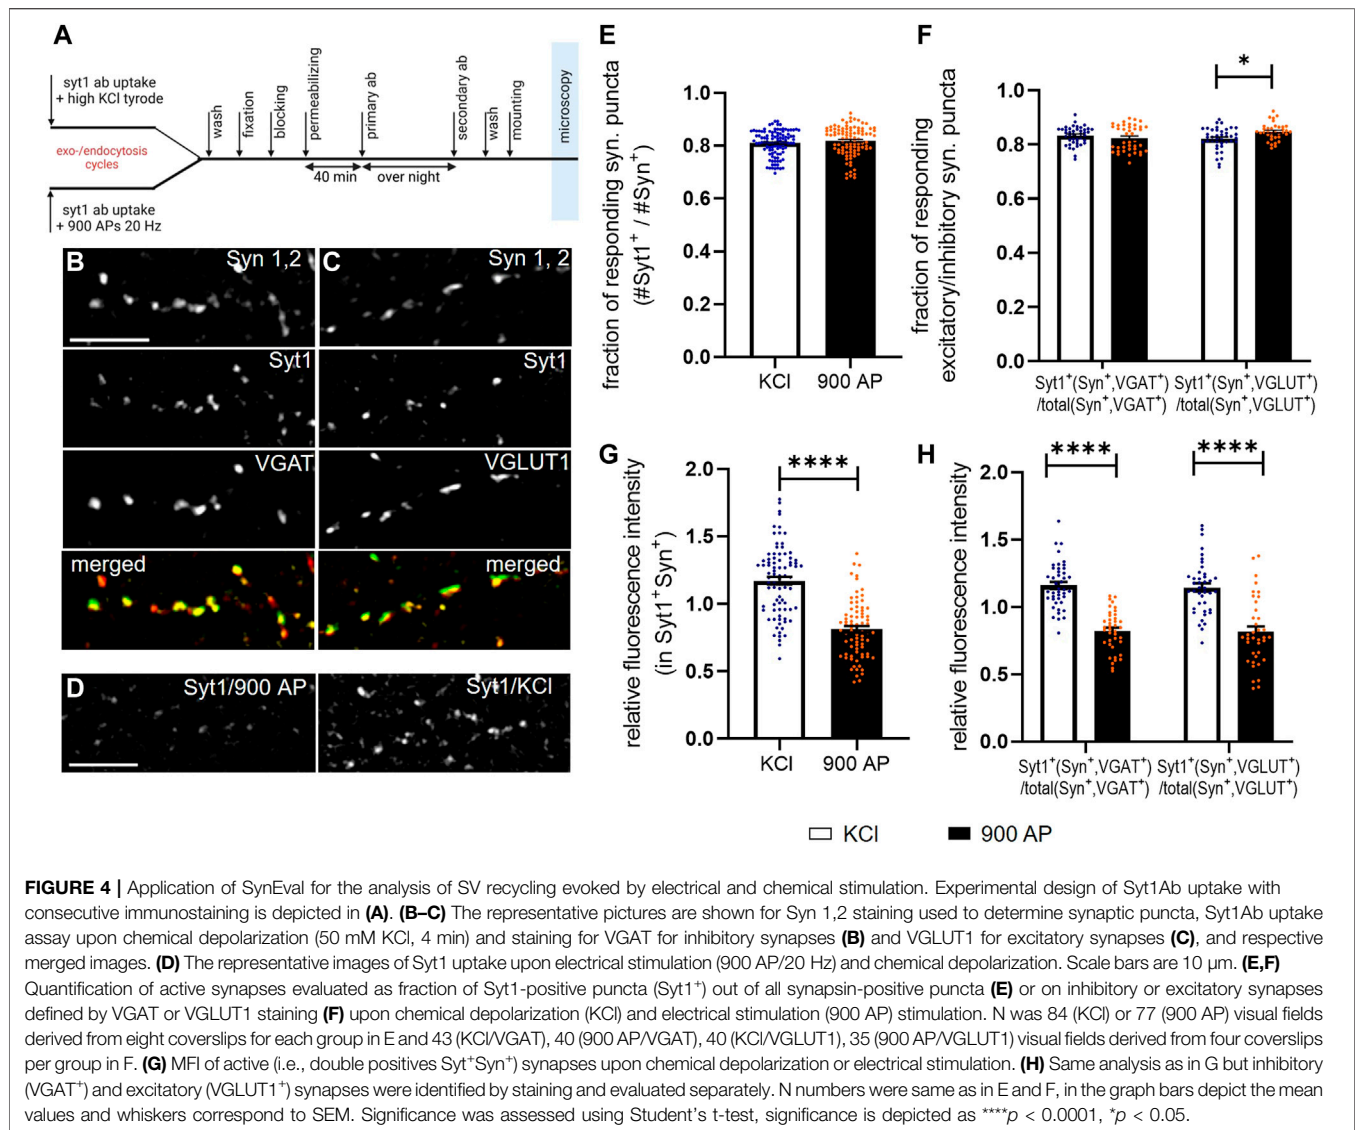 A
syt1 ab uptake
+ high KCl tyrode
exo-/endocytosis
cycles
syt1 ab uptake
+ 900 APs 20 Hz
wash
fixation
blocking
permeabilizing
primary ab
secondary ab
wash
mounting
microscopy
40 min
over night
B
Syn 1,2
Syt1
VGAT
merged
C
Syn 1, 2
Syt1
VGLUT1
merged
D
Syt1/900 AP
Syt1/KCl
E
fraction of responding syn. puncta
(#Syt1⁺ / #Syn⁺)
1.0
0.8
0.6
0.4
0.2
0.0
KCl
900 AP
F
fraction of responding
excitatory/inhibitory syn. puncta
*
1.0
0.8
0.6
0.4
0.2
0.0
Syt1⁺(Syn⁺,VGAT⁺)
/total(Syn⁺,VGAT⁺)
Syt1⁺(Syn⁺,VGLUT⁺)
/total(Syn⁺,VGLUT⁺)
G
relative fluorescence intensity
(in Syt1⁺Syn⁺)
****
2.0
1.5
1.0
0.5
0.0
KCl
900 AP
H
relative fluorescence intensity
****
****
2.0
1.5
1.0
0.5
0.0
Syt1⁺(Syn⁺,VGAT⁺)
/total(Syn⁺,VGAT⁺)
Syt1⁺(Syn⁺,VGLUT⁺)
/total(Syn⁺,VGLUT⁺)
KCl
900 AP
FIGURE 4 | Application of SynEval for the analysis of SV recycling evoked by electrical and chemical stimulation. Experimental design of Syt1Ab uptake with
consecutive immunostaining is depicted in (A). (B–C) The representative pictures are shown for Syn 1,2 staining used to determine synaptic puncta, Syt1Ab uptake
assay upon chemical depolarization (50 mM KCl, 4 min) and staining for VGAT for inhibitory synapses (B) and VGLUT1 for excitatory synapses (C), and respective
merged images. (D) The representative images of Syt1 uptake upon electrical stimulation (900 AP/20 Hz) and chemical depolarization. Scale bars are 10 μm. (E,F)
Quantification of active synapses evaluated as fraction of Syt1-positive puncta (Syt1⁺) out of all synapsin-positive puncta (E) or on inhibitory or excitatory synapses
defined by VGAT or VGLUT1 staining (F) upon chemical depolarization (KCl) and electrical stimulation (900 AP) stimulation. N was 84 (KCl) or 77 (900 AP) visual fields
derived from eight coverslips for each group in E and 43 (KCl/VGAT), 40 (900 AP/VGAT), 40 (KCl/VGLUT1), 35 (900 AP/VGLUT1) visual fields derived from four coverslips
per group in F. (G) MFI of active (i.e., double positives Syt⁺Syn⁺) synapses upon chemical depolarization or electrical stimulation. (H) Same analysis as in G but inhibitory
(VGAT⁺) and excitatory (VGLUT1⁺) synapses were identified by staining and evaluated separately. N numbers were same as in E and F, in the graph bars depict the mean
values and whiskers correspond to SEM. Significance was assessed using Student's t-test, significance is depicted as ****p < 0.0001, *p < 0.05.